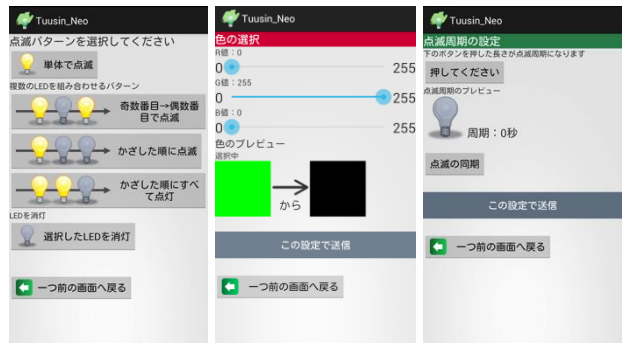 Tuusin_Neo
点滅パターンを選択してください
単体で点滅
複数のLEDを組み合わせるパターン
奇数番目→偶数番
目で点滅
かざした順に点滅
かざした順にすべ
て点灯
LEDを消灯
選択したLEDを消灯
一つ前の画面へ戻る
Tuusin_Neo
色の選択
R値：0
0 255
G値：255
0 255
B値：0
0 255
色のプレビュー
選択中
から
この設定で送信
一つ前の画面へ戻る
Tuusin_Neo
点滅周期の設定
下のボタンを押した長さが点滅周期になります
押してください
点滅周期のプレビュー
周期：0秒
点滅の同期
この設定で送信
一つ前の画面へ戻る